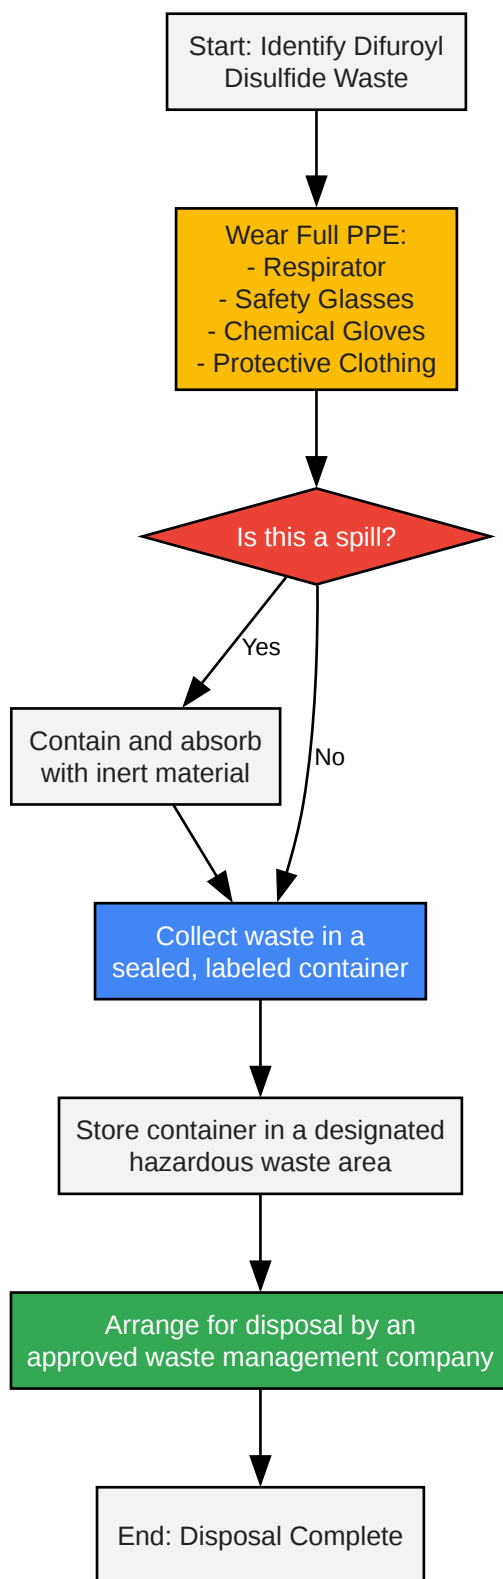 Start: Identify Difuroyl
Disulfide Waste
Wear Full PPE:
- Respirator
- Safety Glasses
- Chemical Gloves
- Protective Clothing
Is this a spill?
Yes
Contain and absorb
with inert material
No
Collect waste in a
sealed, labeled container
Store container in a designated
hazardous waste area
Arrange for disposal by an
approved waste management company
End: Disposal Complete